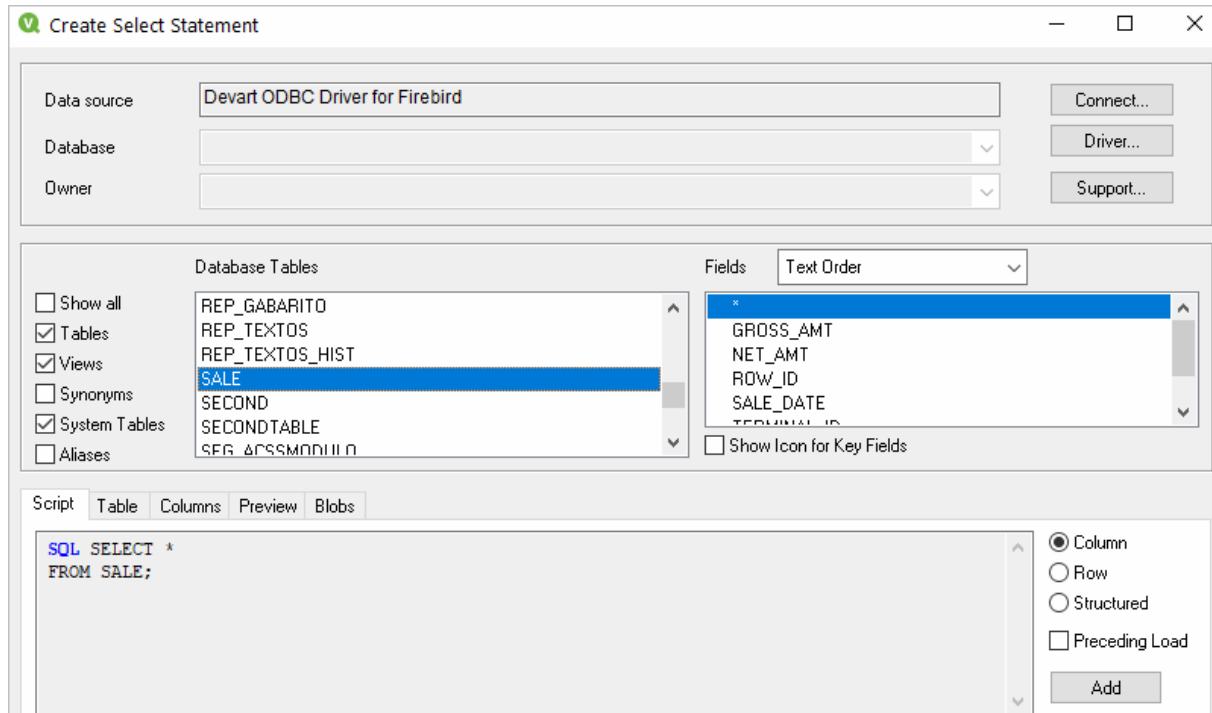 Create Select Statement
Data source
Devart ODBC Driver for Firebird
Connect...
Database
Driver...
Owner
Support...
Database Tables
Fields
Text Order
Show all
Tables
Views
Synonyms
System Tables
Aliases
REP_GABARITO
REP_TEXTOS
REP_TEXTOS_HIST
SALE
SECOND
SECONDTABLE
SEG_ACSSMODULO
*
GROSS_AMT
NET_AMT
ROW_ID
SALE_DATE
TERMINAL_ID
Show Icon for Key Fields
Script
Table
Columns
Preview
Blobs
SQL SELECT *
FROM SALE;
Column
Row
Structured
Preceding Load
Add